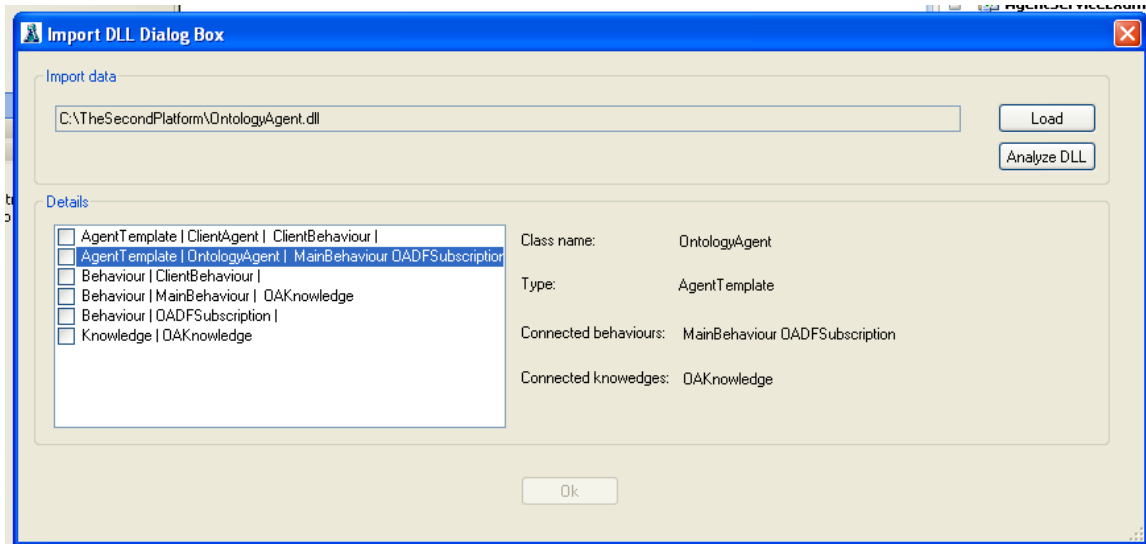 AgentServiceExam
Import DLL Dialog Box
Import data
C:\TheSecondPlatform\OntologyAgent.dll
Load
Analyze DLL
Details
AgentTemplate | ClientAgent | ClientBehaviour |
AgentTemplate | OntologyAgent | MainBehaviour OADFSubscription
Behaviour | ClientBehaviour |
Behaviour | MainBehaviour | OAKnowledge
Behaviour | OADFSubscription |
Knowledge | OAKnowledge
Class name: OntologyAgent
Type: AgentTemplate
Connected behaviours: MainBehaviour OADFSubscription
Connected knowedges: OAKnowledge
Ok